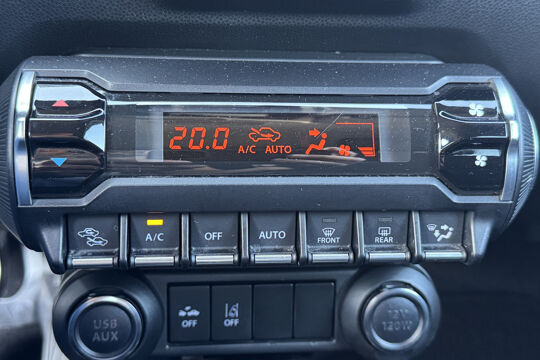 20.0
A/C AUTO
A/C
OFF
AUTO
FRONT
REAR
USB
AUX
OFF
OFF
12V
120W